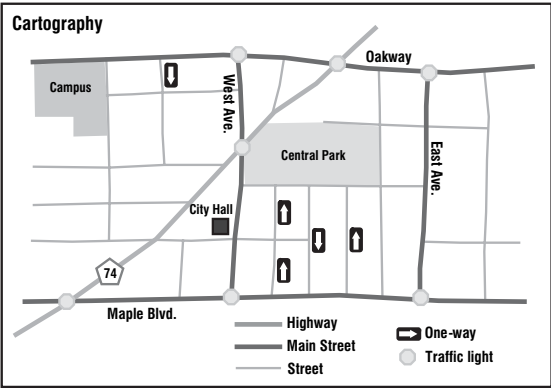 Cartography
Oakway
Campus
West Ave.
Central Park
East Ave.
City Hall
74
Maple Blvd.
Highway
Main Street
Street
One-way
Traffic light